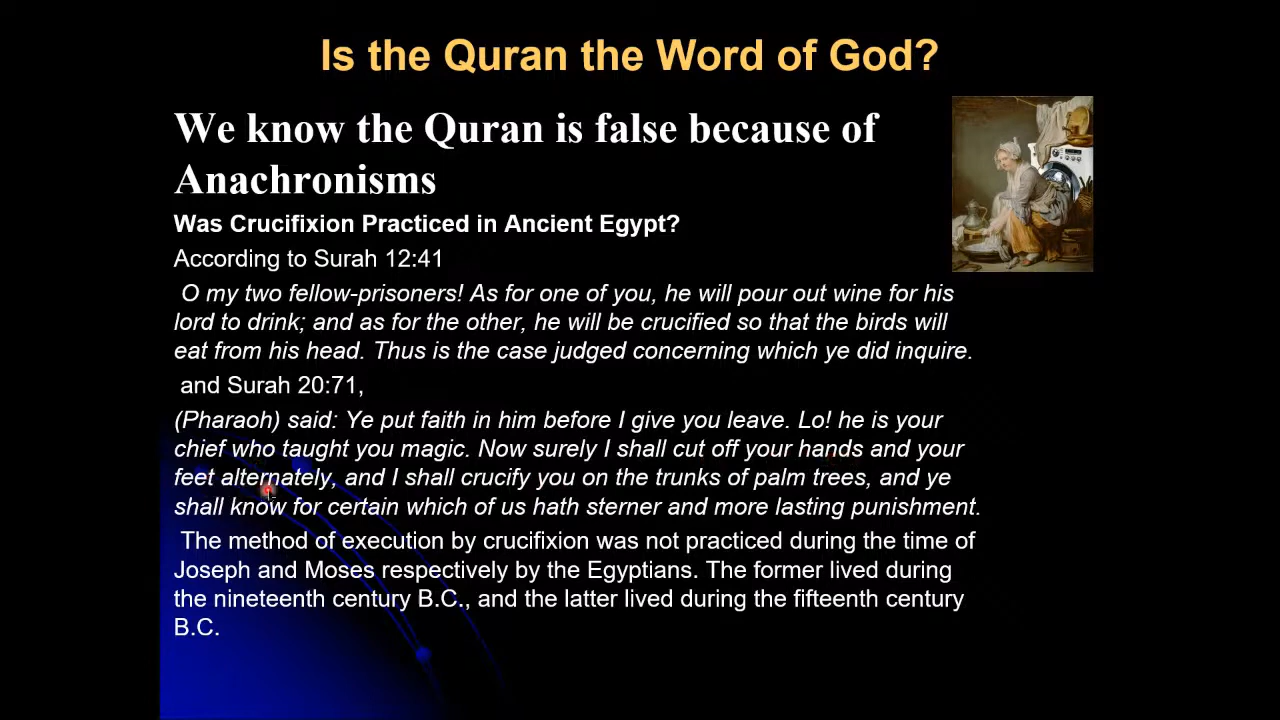 Is the Quran the Word of God?
We know the Quran is false because of
Anachronisms
Was Crucifixion Practiced in Ancient Egypt?
According to Surah 12:41
O my two fellow-prisoners! As for one of you, he will pour out wine for his
lord to drink; and as for the other, he will be crucified so that the birds will
eat from his head. Thus is the case judged concerning which ye did inquire.
and Surah 20:71,
(Pharaoh) said: Ye put faith in him before I give you leave. Lo! he is your
chief who taught you magic. Now surely I shall cut off your hands and your
feet alternately, and I shall crucify you on the trunks of palm trees, and ye
shall know for certain which of us hath sterner and more lasting punishment.
The method of execution by crucifixion was not practiced during the time of
Joseph and Moses respectively by the Egyptians. The former lived during
the nineteenth century B.C., and the latter lived during the fifteenth century
B.C.